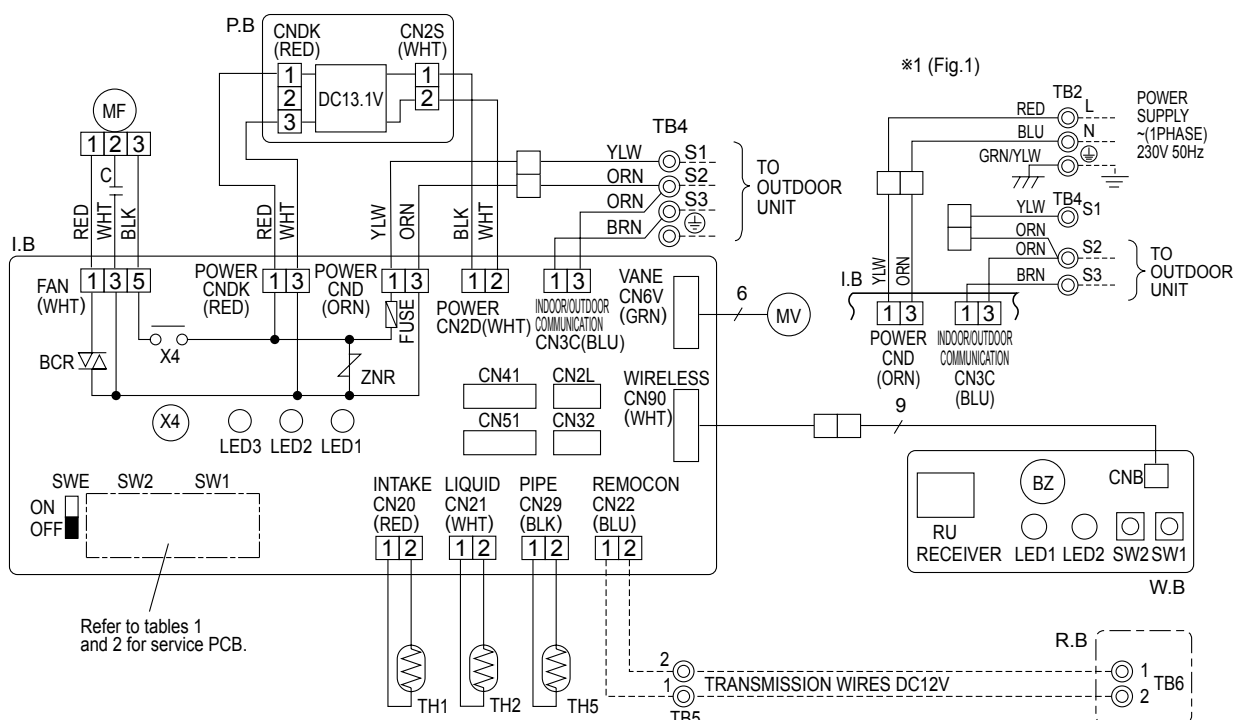 P.B
CNDK
(RED)
CN2S
(WHT)
1
2
3
DC13.1V
1
2
MF
1 2 3
C
RED
WHT
BLK
RED
WHT
YLW
ORN
BLK
WHT
TB4
YLW
S1
ORN
S2
ORN
S3
BRN
TO
OUTDOOR
UNIT
※1 (Fig.1)
TB2
RED
L
BLU
N
GRN/YLW
POWER
SUPPLY
~(1PHASE)
230V 50Hz
YLW
TB4
S1
ORN
ORN
S2
BRN
S3
TO
OUTDOOR
UNIT
I.B
YLW
ORN
1 3
1 3
POWER
CND
(ORN)
INDOOR/OUTDOOR
COMMUNICATION
CN3C
(BLU)
I.B
FAN
(WHT)
1 3 5
POWER
CNDK
(RED)
1 3
POWER
CND
(ORN)
1 3
FUSE
1 2
POWER
CN2D(WHT)
1 3
INDOOR/OUTDOOR
COMMUNICATION
CN3C(BLU)
VANE
CN6V
(GRN)
6
MV
BCR
X4
ZNR
X4
LED3 LED2 LED1
CN41
CN2L
CN51
CN32
WIRELESS
CN90
(WHT)
9
SWE
ON
OFF
SW2
SW1
INTAKE
CN20
(RED)
1 2
LIQUID
CN21
(WHT)
1 2
PIPE
CN29
(BLK)
1 2
REMOCON
CN22
(BLU)
1 2
RU
RECEIVER
BZ
LED1 LED2
CNB
SW2 SW1
W.B
Refer to tables 1
and 2 for service PCB.
TH1
TH2
TH5
2
1
TB5
TRANSMISSION WIRES DC12V
R.B
1
2
TB6